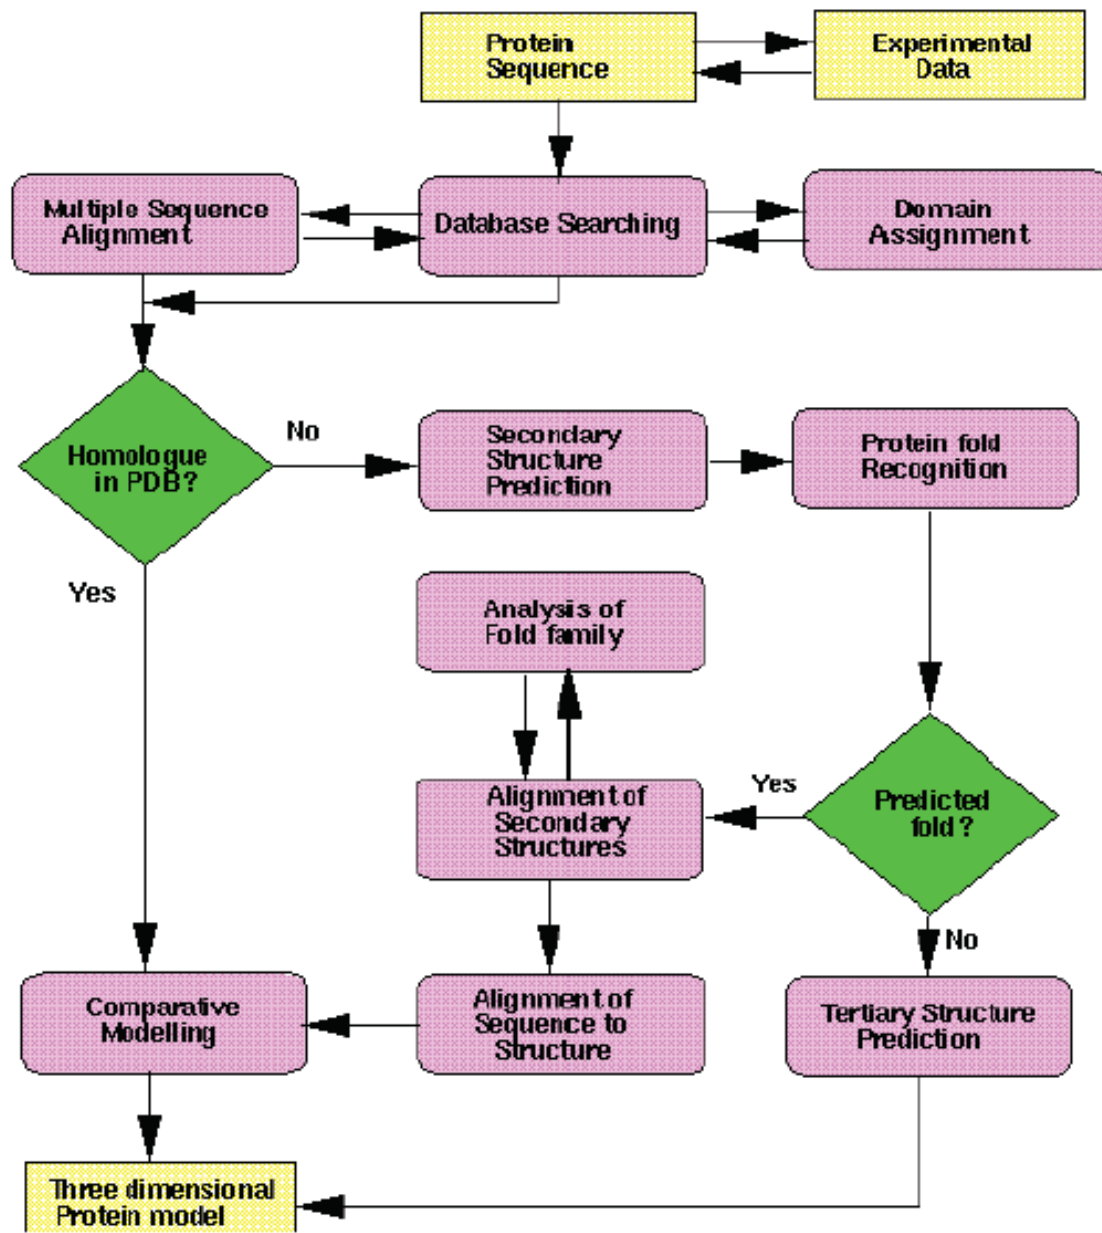 Protein
Sequence
Experimental
Data
Multiple Sequence
Alignment
Database Searching
Domain
Assignment
Homologue
in PDB?
No
Secondary
Structure
Prediction
Protein fold
Recognition
Yes
Analysis of
Fold family
Alignment of
Secondary
Structures
Yes
Predicted
fold?
No
Comparative
Modelling
Alignment of
Sequence to
Structure
Tertiary Structure
Prediction
Three dimensional
Protein model